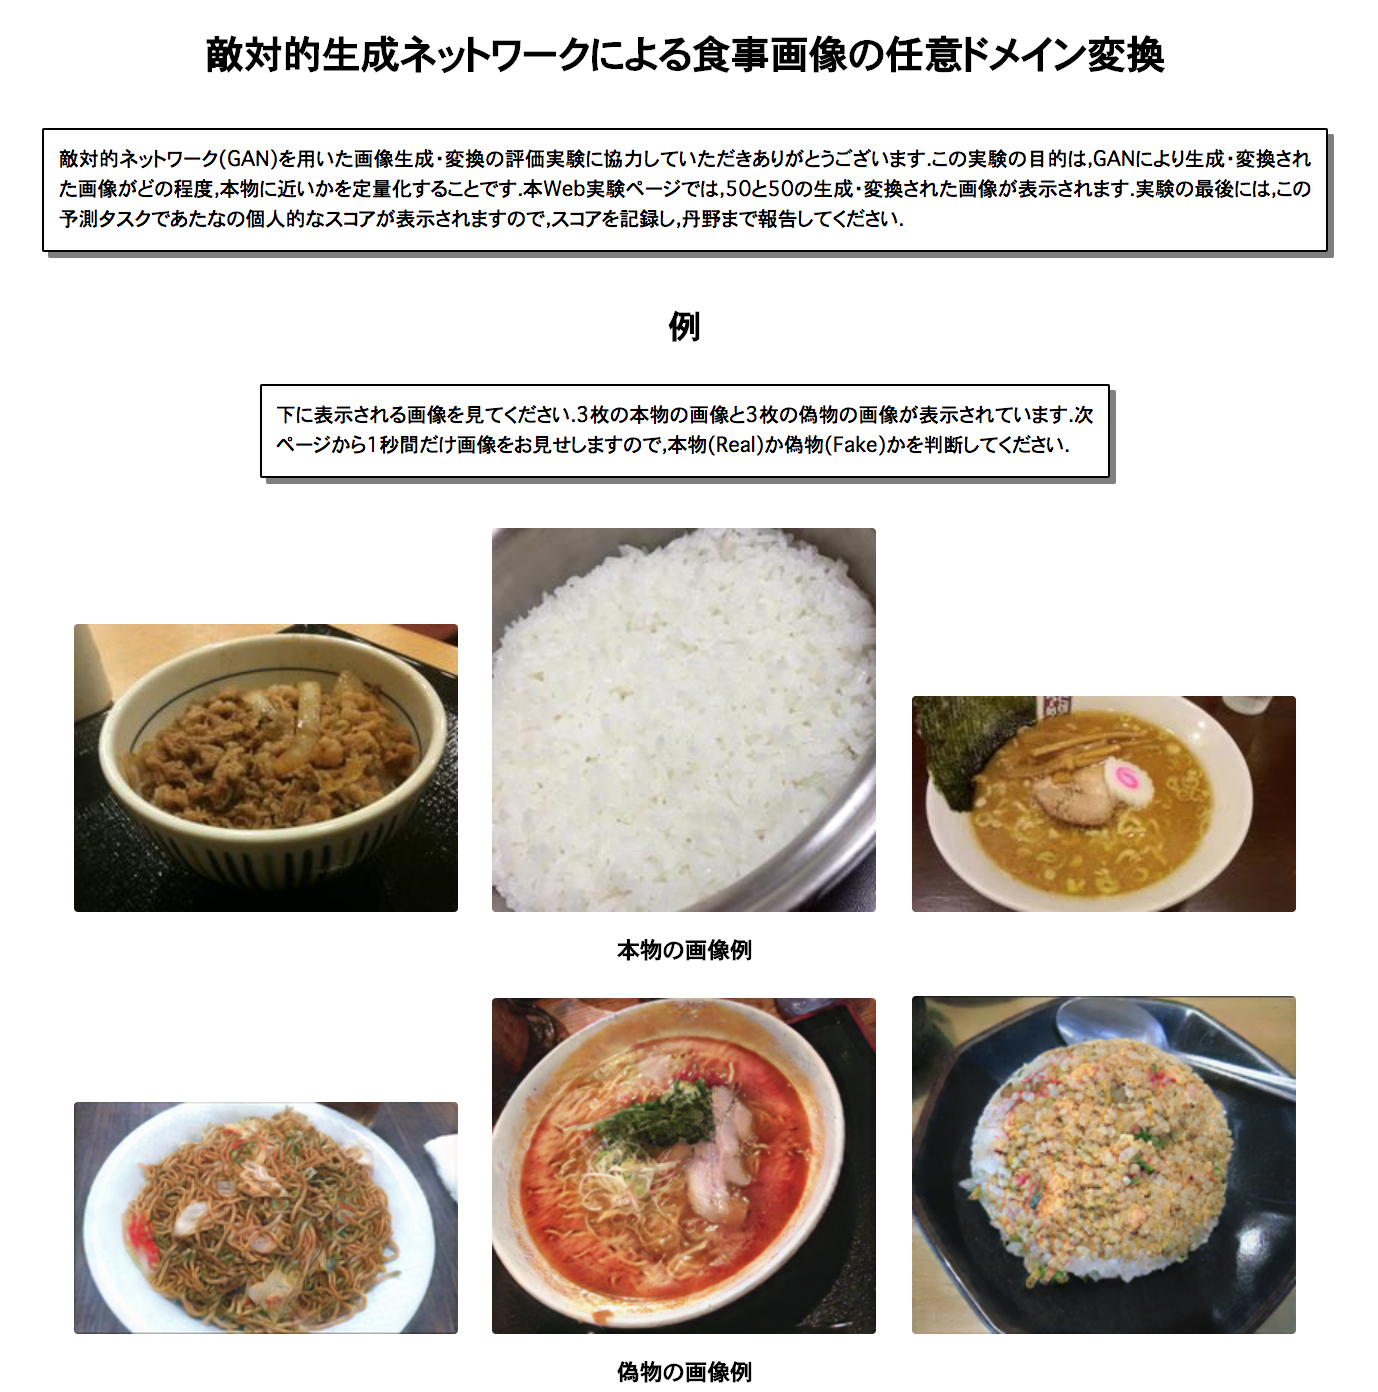 敵対的生成ネットワークによる食事画像の任意ドメイン変換
敵対的ネットワーク(GAN)を用いた画像生成・変換の評価実験に協力していただきありがとうございます.この実験の目的は,GANにより生成・変換され
た画像がどの程度,本物に近いかを定量化することです.本Web実験ページでは,50と50の生成・変換された画像が表示されます.実験の最後には,この
予測タスクであたなの個人的なスコアが表示されますので,スコアを記録し,丹野まで報告してください.
例
下に表示される画像を見てください.3枚の本物の画像と3枚の偽物の画像が表示されています.次
ページから1秒間だけ画像をお見せしますので,本物(Real)か偽物(Fake)かを判断してください.
本物の画像例
偽物の画像例